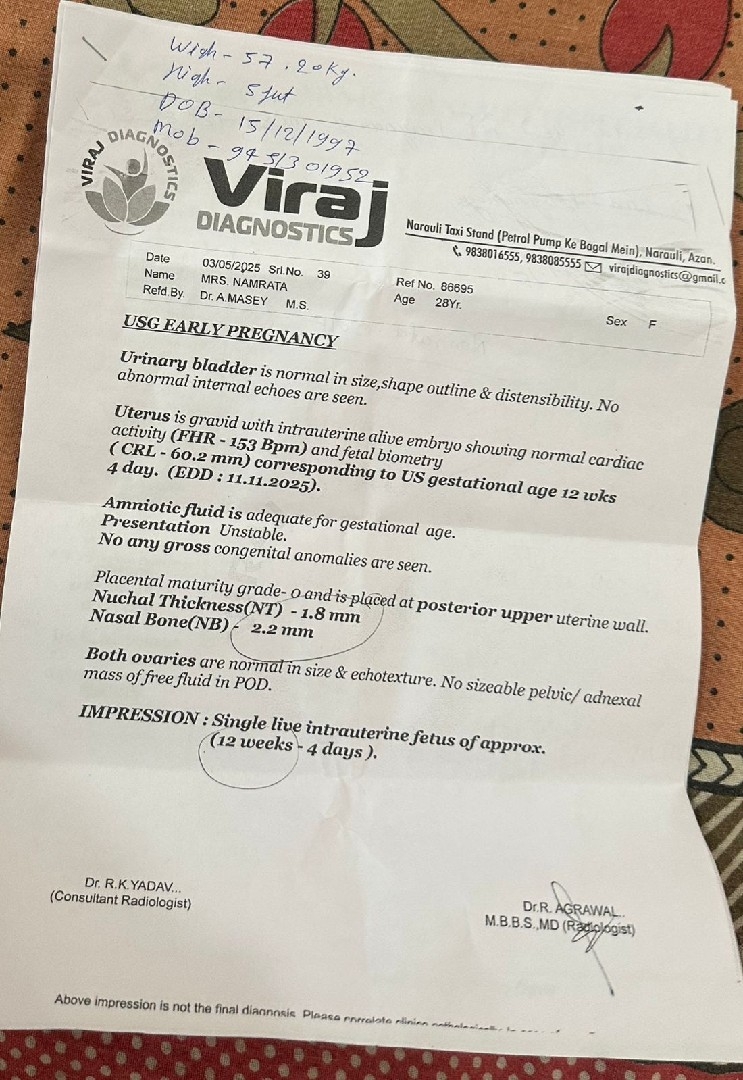 Wigh - 57.20kg.
High - 5 fut
DOB - 15/12/1997
Mob - 9451301952
VIRAJ DIAGNOSTICS
Viraj
DIAGNOSTICS
Narauli Taxi Stand (Petrol Pump Ke Bagal Mein), Narauli, Azan.
9838016555, 9838085555 virajdiagnostics@gmail.c
Date 03/05/2025 Srl.No. 39 Ref No. 86695
Name MRS. NAMRATA Age 28Yr. Sex F
Refd.By Dr. A.MASEY M.S.
USG EARLY PREGNANCY
Urinary bladder is normal in size,shape outline & distensibility. No
abnormal internal echoes are seen.
Uterus is gravid with intrauterine alive embryo showing normal cardiac
activity (FHR - 153 Bpm) and fetal biometry
( CRL - 60.2 mm) corresponding to US gestational age 12 wks
4 day. (EDD : 11.11.2025).
Amniotic fluid is adequate for gestational age.
Presentation Unstable.
No any gross congenital anomalies are seen.
Placental maturity grade- 0 and is placed at posterior upper uterine wall.
Nuchal Thickness(NT) - 1.8 mm
Nasal Bone(NB) - 2.2 mm
Both ovaries are normal in size & echotexture. No sizeable pelvic/ adnexal
mass of free fluid in POD.
IMPRESSION : Single live intrauterine fetus of approx.
(12 weeks - 4 days ).
Dr. R.K.YADAV...
(Consultant Radiologist)
Dr.R. AGRAWAL..
M.B.B.S.,MD (Radiologist)
Above impression is not the final diagnosis. Please